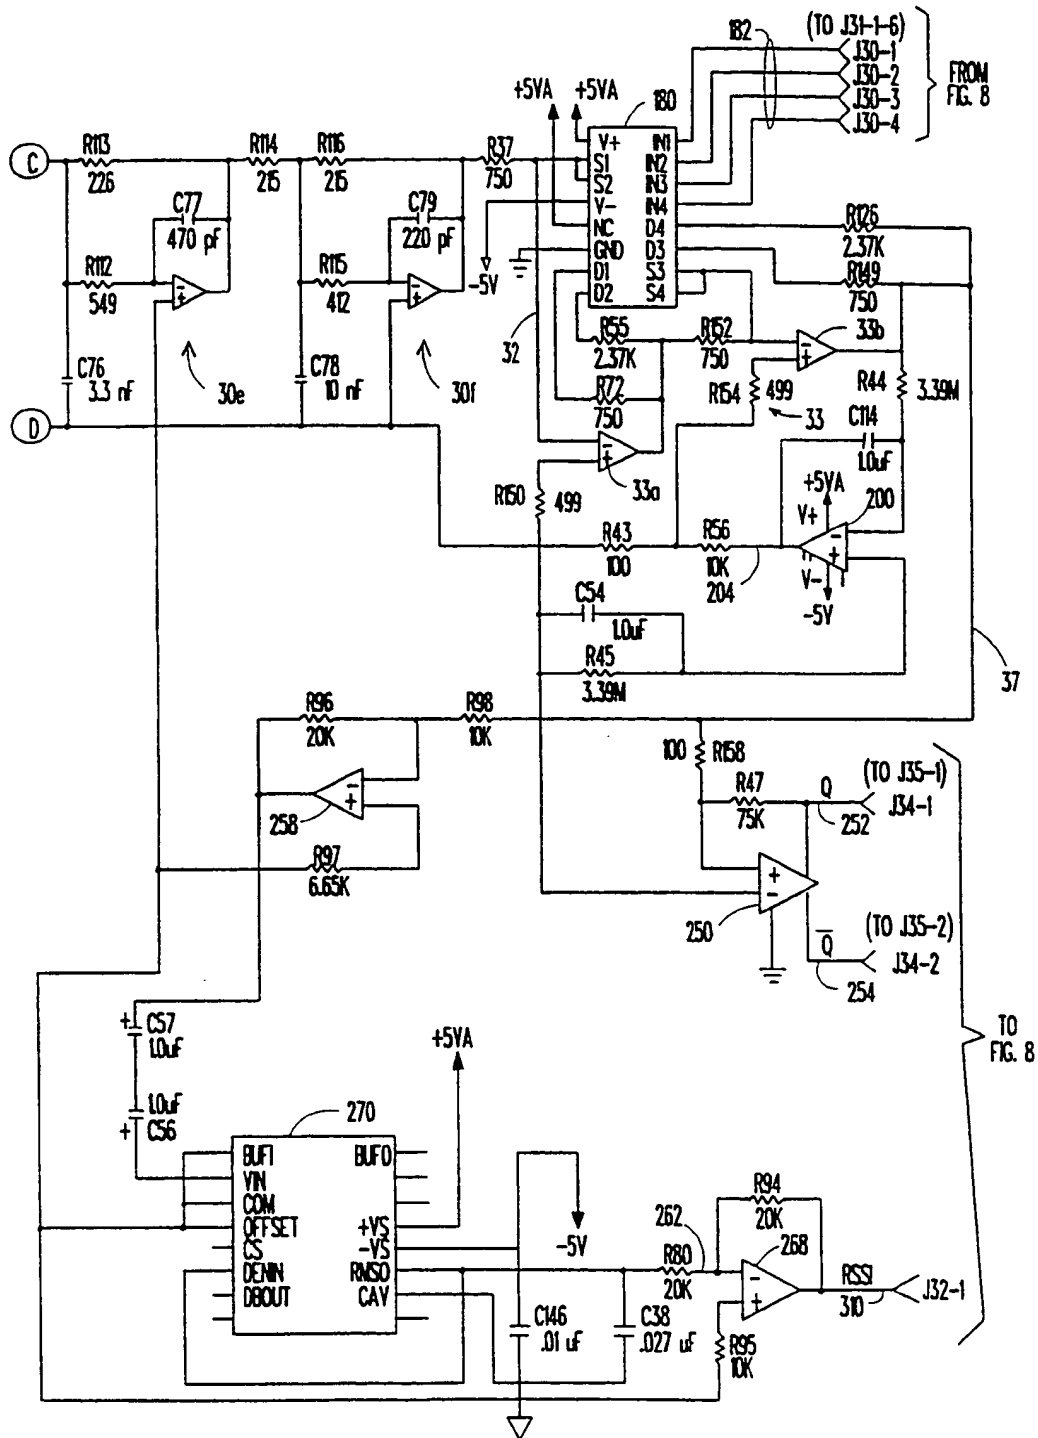 182
(TO J31-1-6)
J30-1
J30-2
J30-3
J30-4
FROM
FIG. 8
+5VA
+5VA
180
C
R113
226
R114
215
R116
215
R37
750
V+
S1
S2
V-
NC
GND
D1
D2
IN1
IN2
IN3
IN4
D4
D3
S3
S4
C77
470 pF
C79
220 pF
-5V
R126
2.37K
R149
750
R112
549
R115
412
- +
- +
32
R55
2.37K
R152
750
- +
33b
C76
3.3 nF
30e
C78
10 nF
30f
R72
750
R154
499
33
R44
3.39M
C114
1.0uF
D
- +
33a
R150
499
+5VA
V+
200
- +
V-
-5V
R43
100
R56
10K
204
C54
1.0uF
R45
3.39M
37
R96
20K
R98
10K
100
R158
R47
75K
Q
(TO J35-1)
252
J34-1
- +
258
R97
6.65K
+ -
250
(TO J35-2)
Q̅
J34-2
254
+
C57
1.0uF
+5VA
TO
FIG. 8
1.0uF
+
C56
270
BUFI
VIN
COM
OFFSET
CS
DENIN
DBOUT
BUFO
+VS
-VS
RMSO
CAV
-5V
262
R94
20K
R80
20K
268
- +
RSSI
310
J32-1
C146
.01 uF
C38
.027 uF
R95
10K